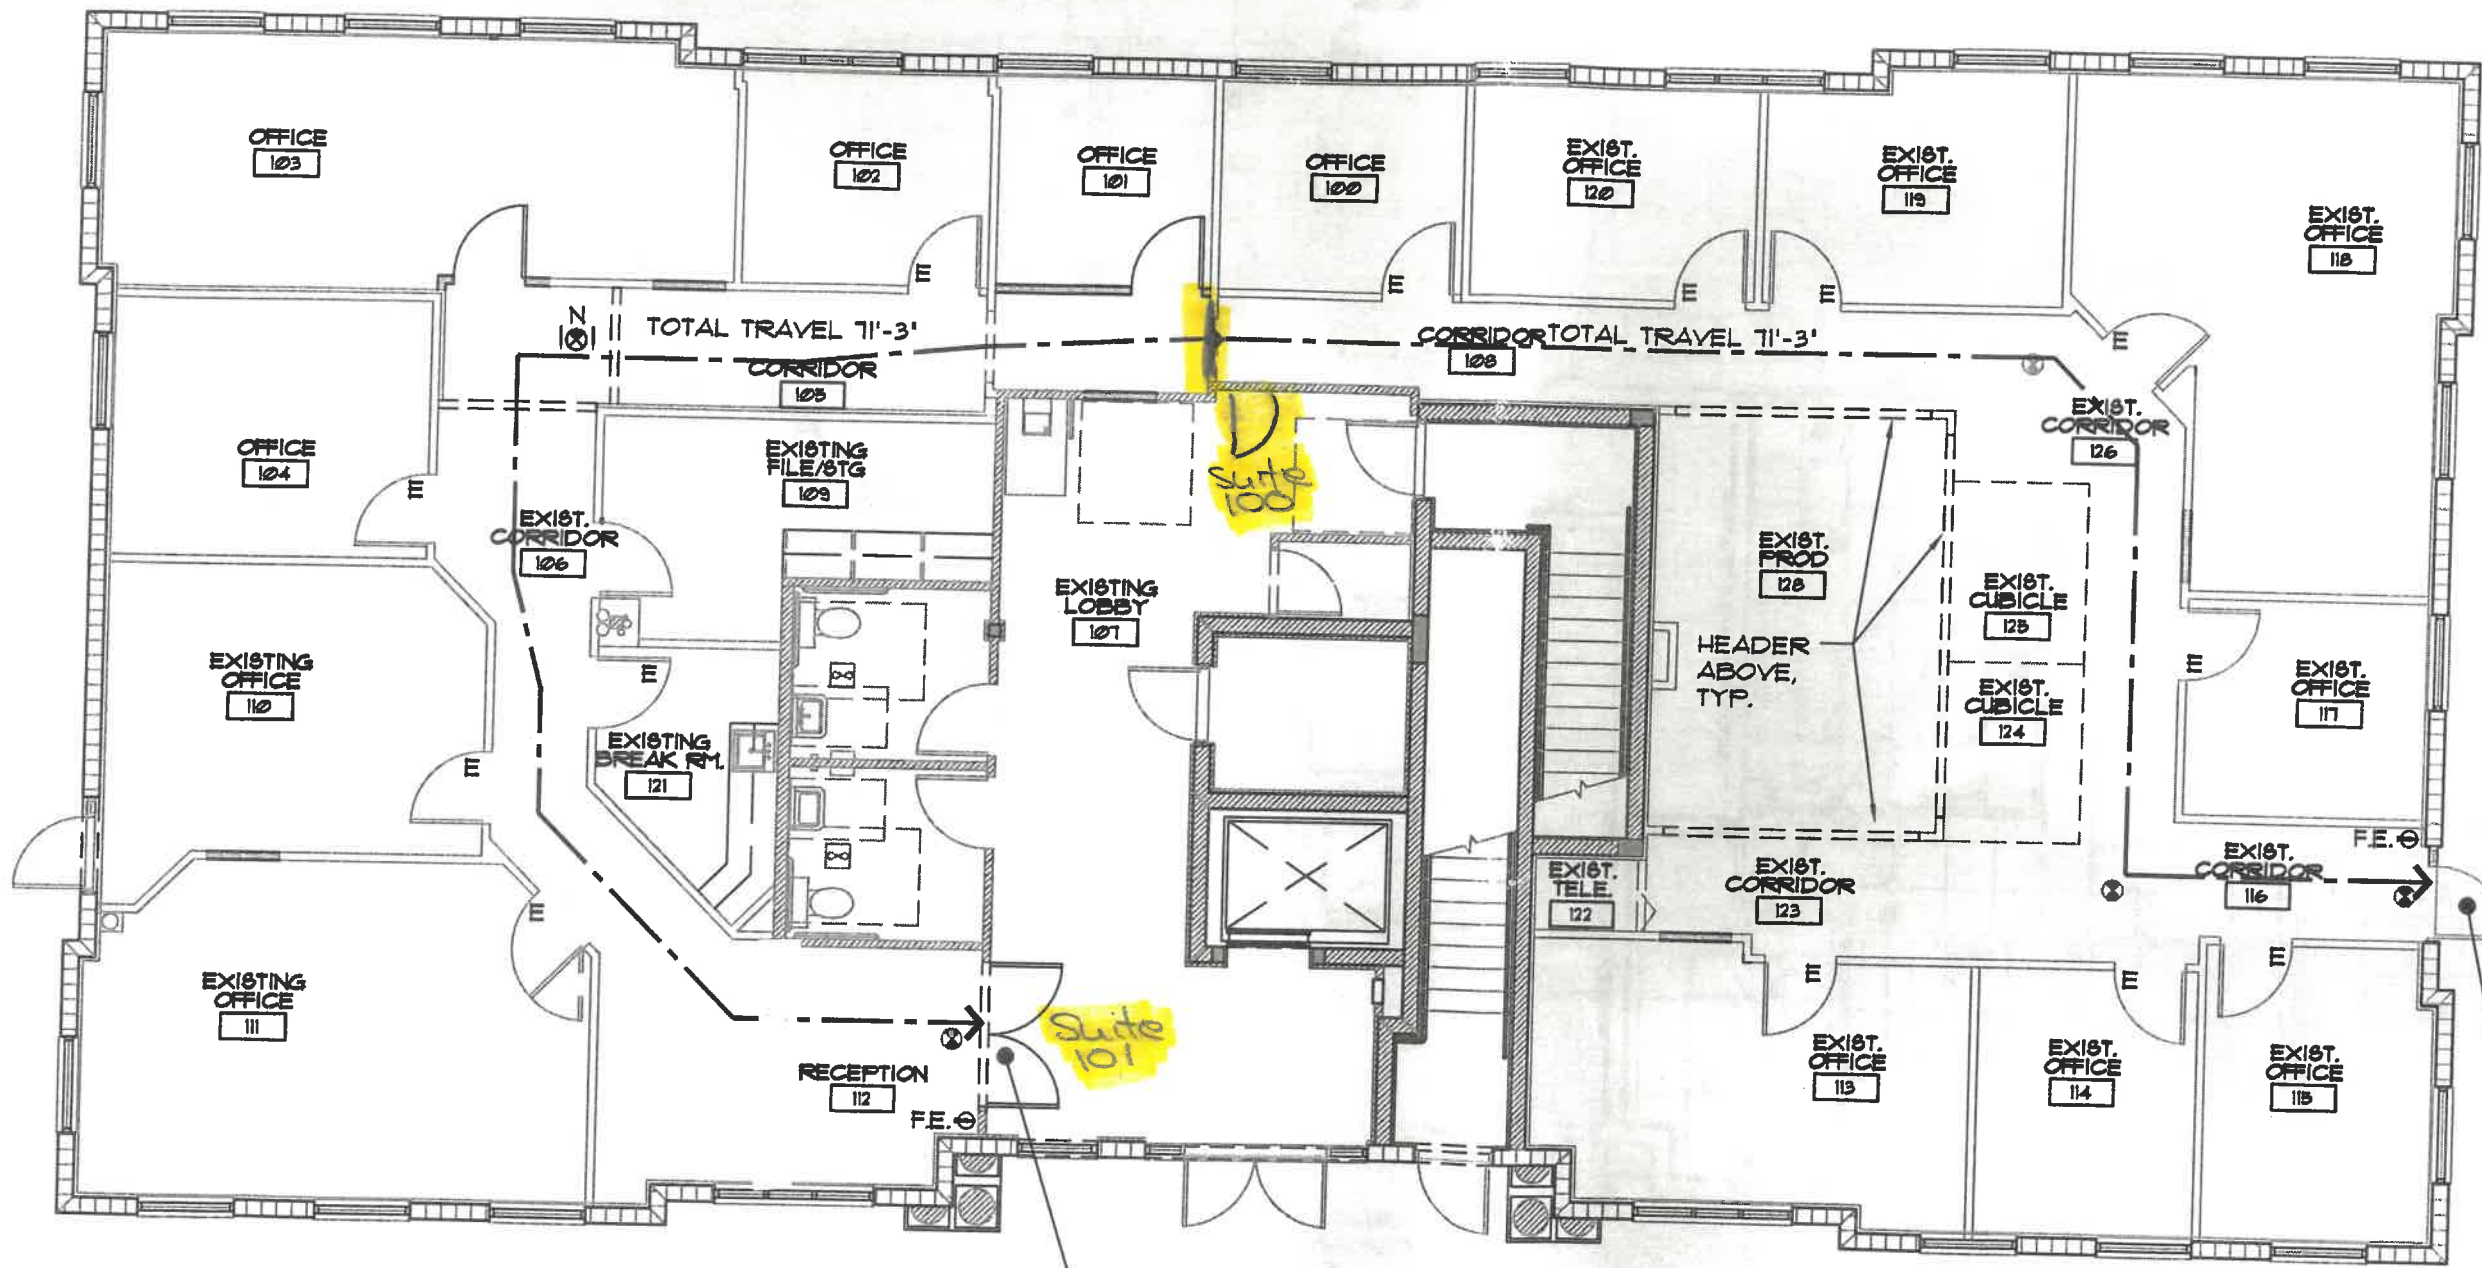 OFFICE
103
OFFICE
102
OFFICE
101
OFFICE
100
EXIST.
OFFICE
120
EXIST.
OFFICE
119
EXIST.
OFFICE
118
N
TOTAL TRAVEL 71'-3"
CORRIDOR
105
CORRIDOR
108
TOTAL TRAVEL 71'-3"
EXIST.
CORRIDOR
126
OFFICE
104
EXISTING
FILE/STG
109
Suite
100
EXIST.
CORRIDOR
106
EXIST.
PROD
128
EXISTING
LOBBY
107
EXIST.
CUBICLE
125
HEADER
ABOVE,
TYP.
EXISTING
OFFICE
110
EXIST.
CUBICLE
124
EXIST.
OFFICE
117
EXISTING
BREAK RM.
121
F.E.
EXIST.
TELE.
122
EXIST.
CORRIDOR
123
EXIST.
CORRIDOR
116
EXISTING
OFFICE
111
Suite
101
RECEPTION
112
F.E.
EXIST.
OFFICE
113
EXIST.
OFFICE
114
EXIST.
OFFICE
115
E
E
E
E
E
E
E
E
E
E
E
E
E
E